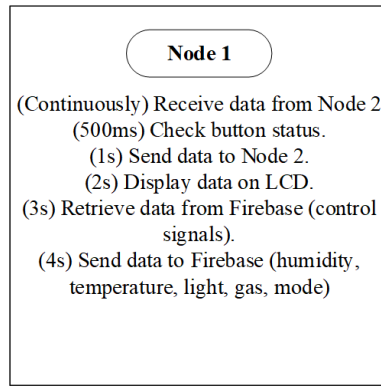 Node 1
(Continuously) Receive data from Node 2
(500ms) Check button status.
(1s) Send data to Node 2.
(2s) Display data on LCD.
(3s) Retrieve data from Firebase (control
signals).
(4s) Send data to Firebase (humidity,
temperature, light, gas, mode)